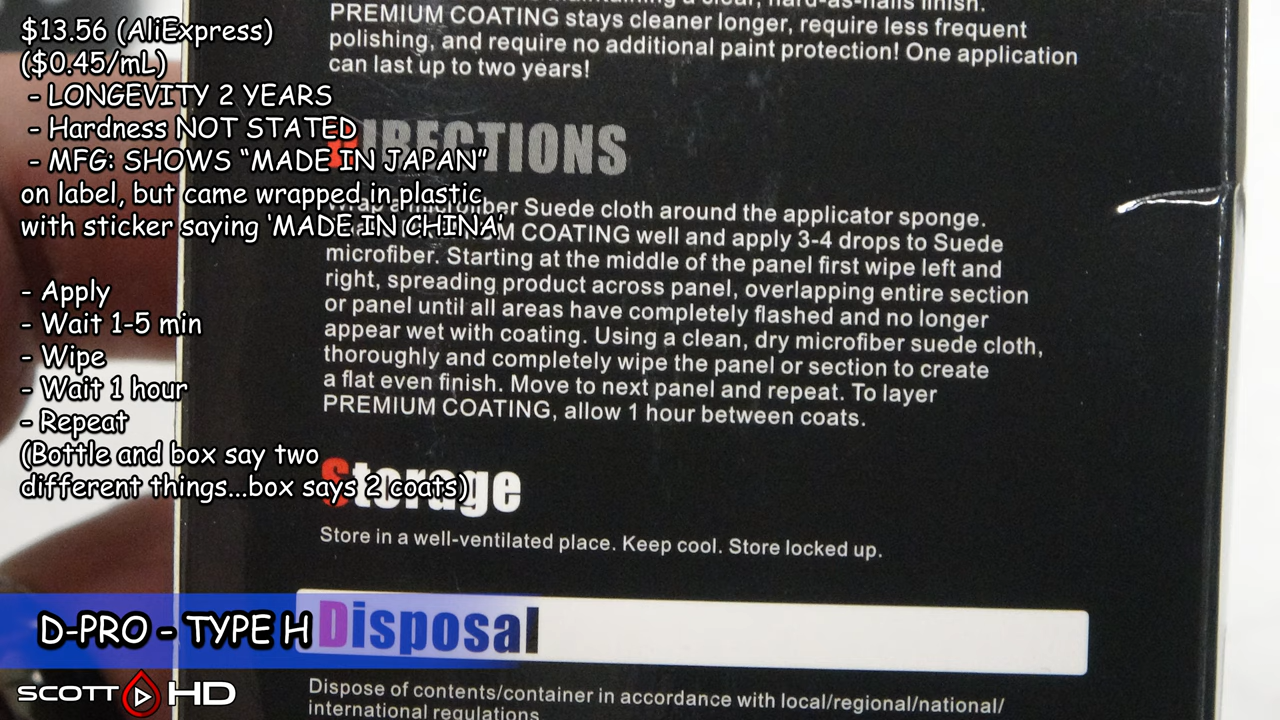 $13.56 (AliExpress)
($0.45/mL)
- LONGEVITY 2 YEARS
- Hardness NOT STATED
- MFG: SHOWS “MADE IN JAPAN”
on label, but came wrapped in plastic
with sticker saying ‘MADE IN CHINA’
- Apply
- Wait 1-5 min
- Wipe
- Wait 1 hour
- Repeat
(Bottle and box say two
different things...box says 2 coats)
a clear, hard-as-nails finish.
PREMIUM COATING stays cleaner longer, require less frequent
polishing, and require no additional paint protection! One application
can last up to two years!
DIRECTIONS
Suede cloth around the applicator sponge.
COATING well and apply 3-4 drops to Suede
microfiber. Starting at the middle of the panel first wipe left and
right, spreading product across panel, overlapping entire section
or panel until all areas have completely flashed and no longer
appear wet with coating. Using a clean, dry microfiber suede cloth,
thoroughly and completely wipe the panel or section to create
a flat even finish. Move to next panel and repeat. To layer
PREMIUM COATING, allow 1 hour between coats.
Storage
Store in a well-ventilated place. Keep cool. Store locked up.
Disposal
Dispose of contents/container in accordance with local/regional/national/
international regulations
D-PRO - TYPE H
SCOTT HD